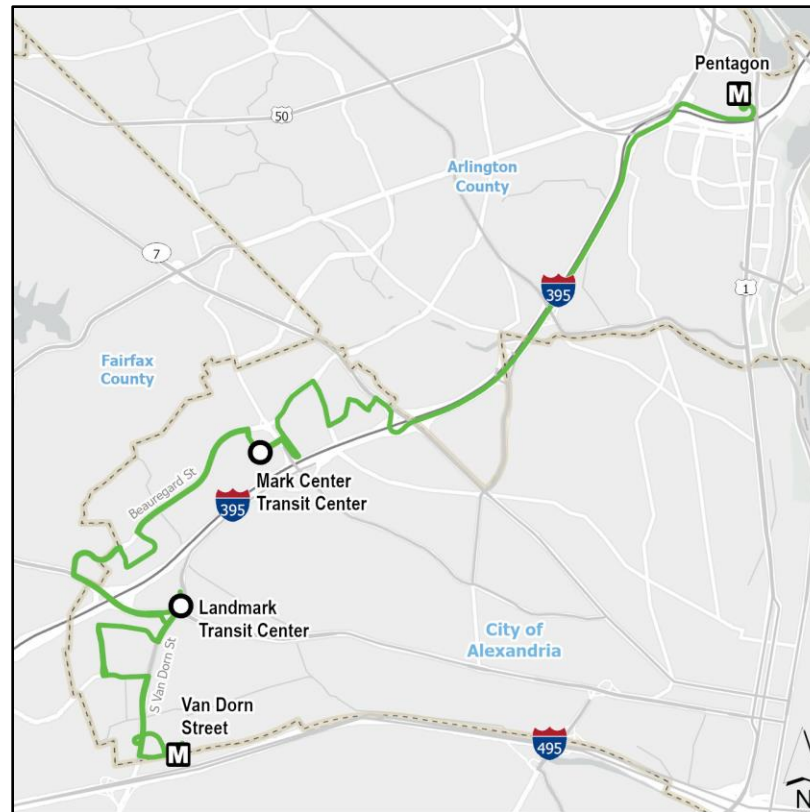 Pentagon
M
50
Arlington
County
7
395
1
Fairfax
County
Beauregard St
Mark Center
Transit Center
395
Landmark
Transit Center
City of
Alexandria
S Van Dorn St
Van Dorn
Street
M
495
N